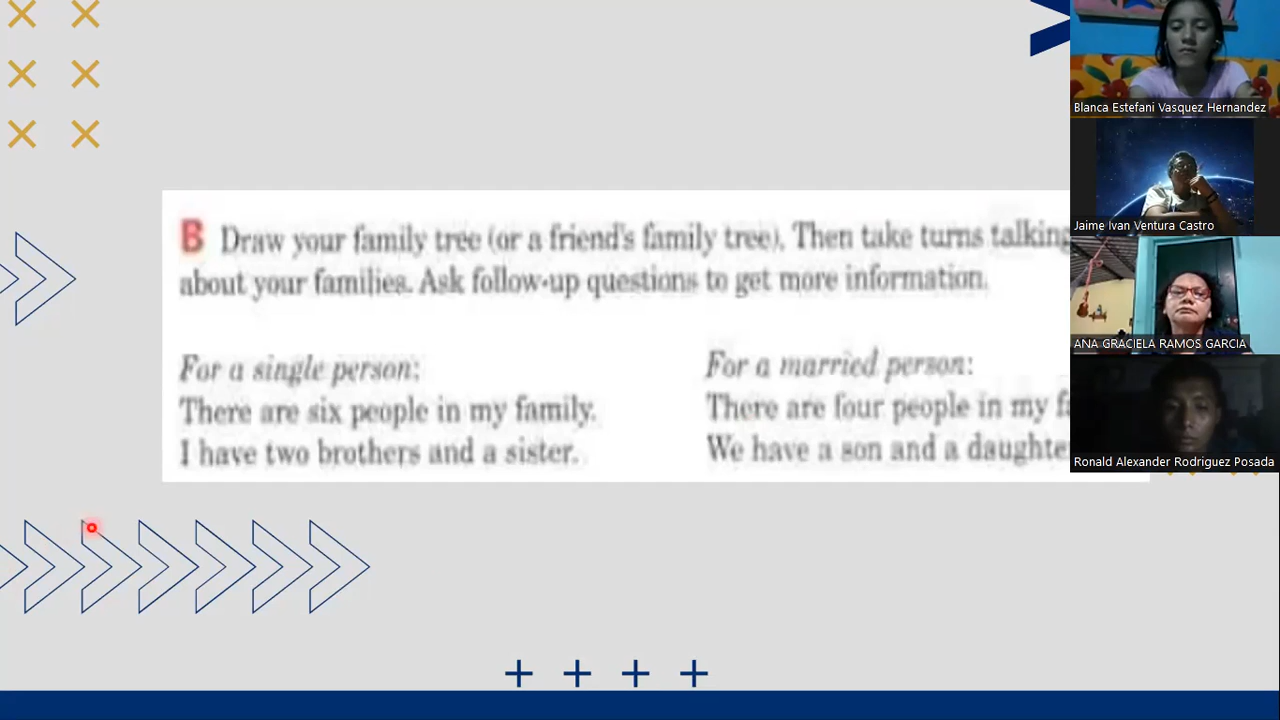 B Draw your family tree (or a friend's family tree). Then take turns talking
about your families. Ask follow-up questions to get more information.
For a single person:
There are six people in my family.
I have two brothers and a sister.
For a married person:
There are four people in my
We have a son and a
Blanca Estefani Vasquez Hernandez
Jaime Ivan Ventura Castro
ANA GRACIELA RAMOS GARCIA
Ronald Alexander Rodriguez Posada